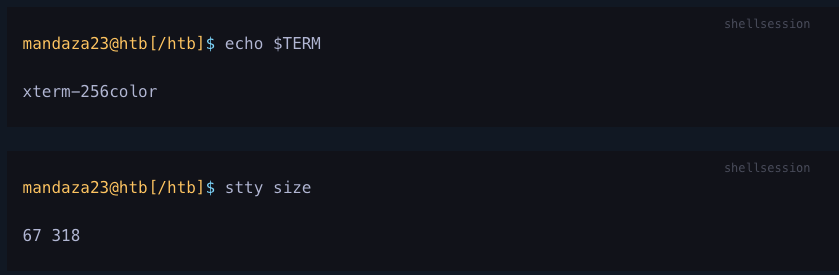 shellsession
mandaza23@htb[/htb]$ echo $TERM
xterm-256color
shellsession
mandaza23@htb[/htb]$ stty size
67 318